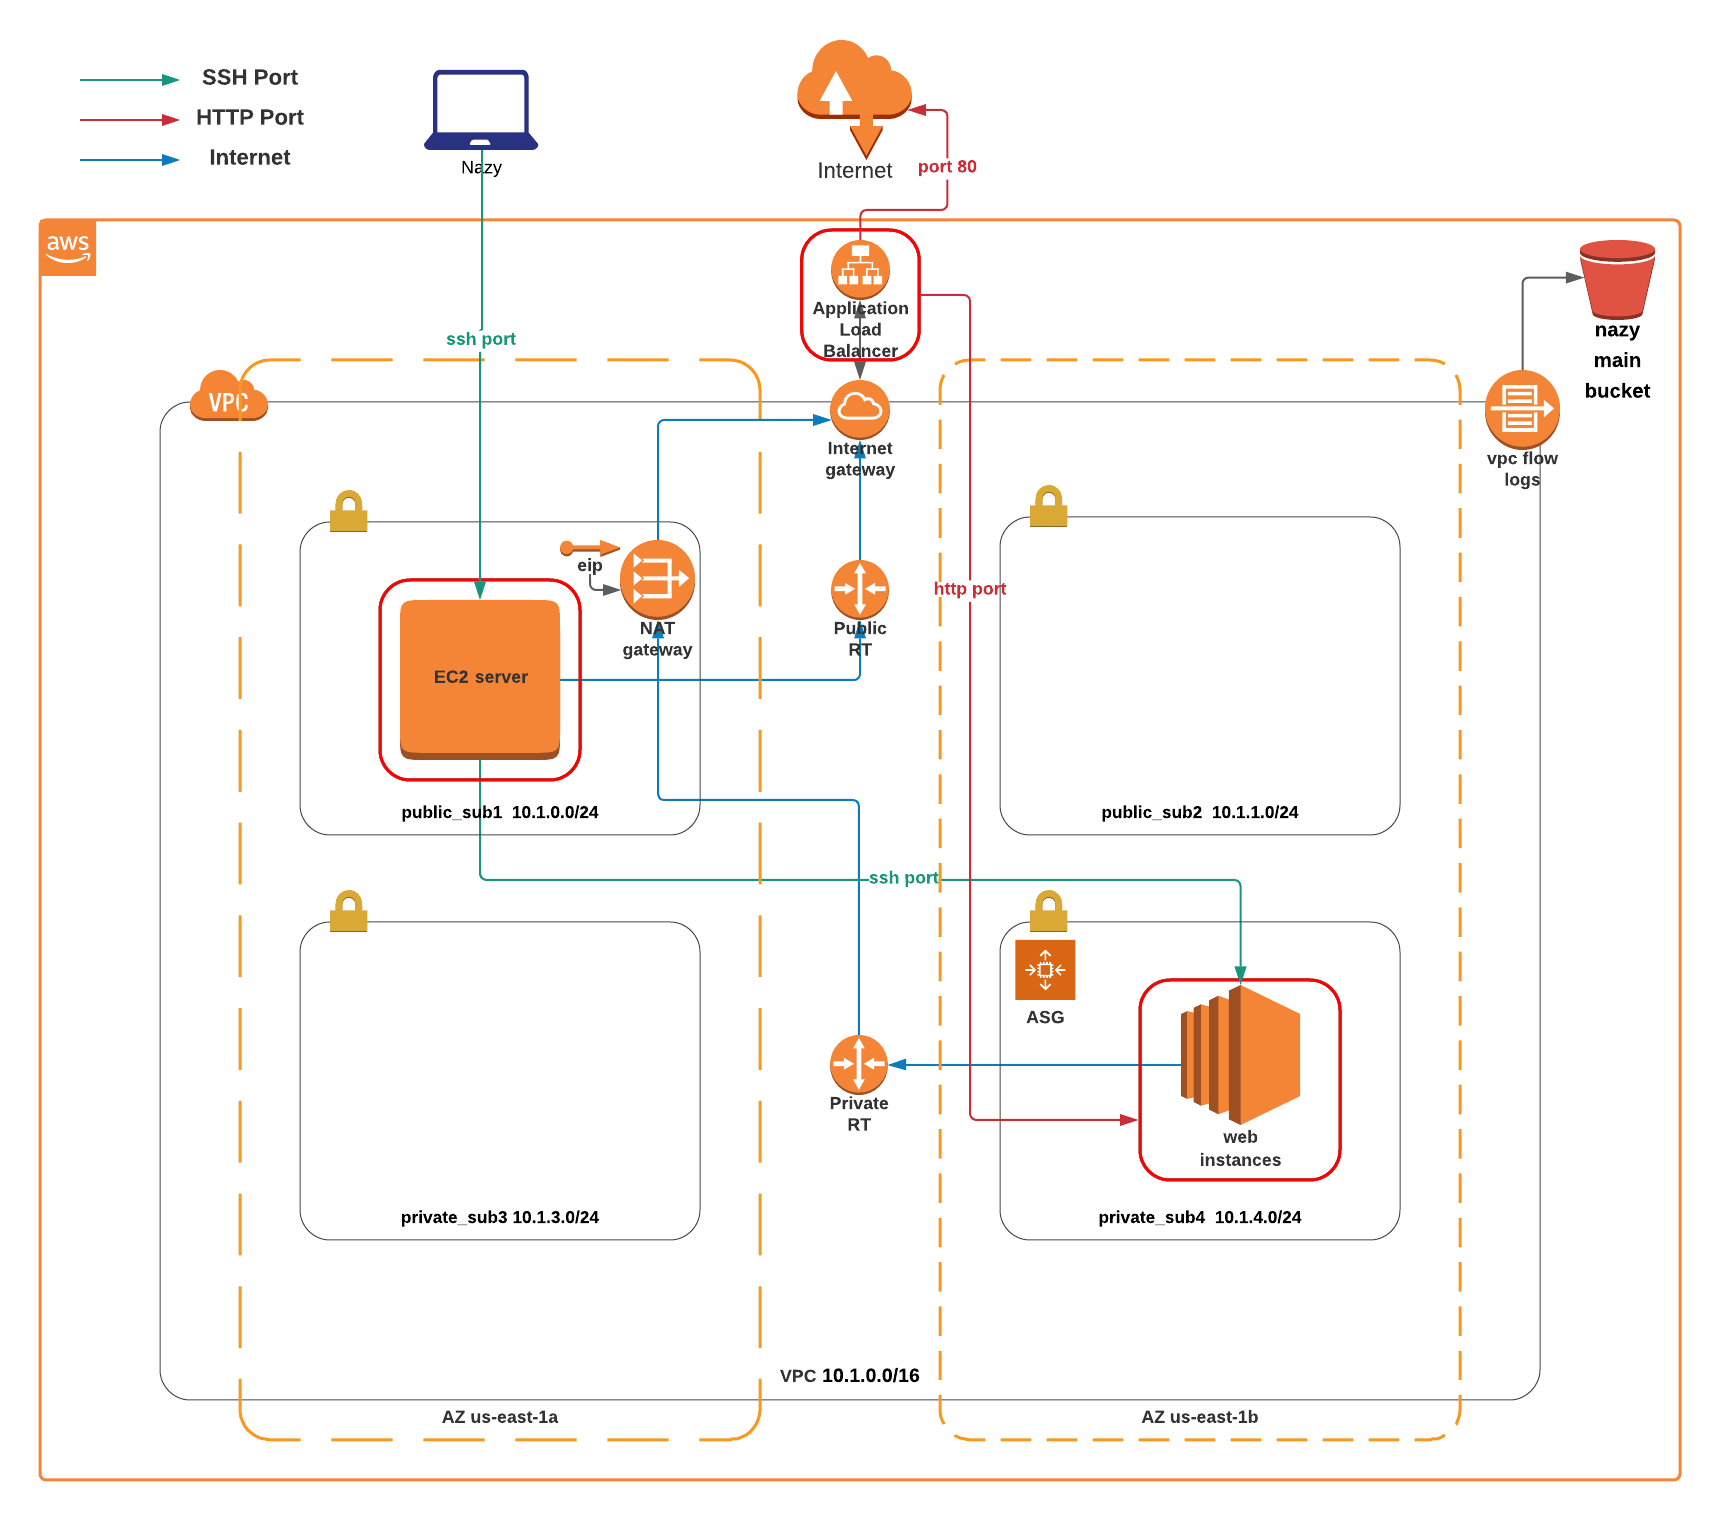 SSH Port
HTTP Port
Internet
Nazy
Internet
port 80
aws
Application
Load
Balancer
nazy
main
bucket
ssh port
VPC
Internet
gateway
vpc flow
logs
eip
NAT
gateway
Public
RT
http port
EC2 server
public_sub1 10.1.0.0/24
public_sub2 10.1.1.0/24
ssh port
ASG
Private
RT
web
instances
private_sub3 10.1.3.0/24
private_sub4 10.1.4.0/24
VPC 10.1.0.0/16
AZ us-east-1a
AZ us-east-1b